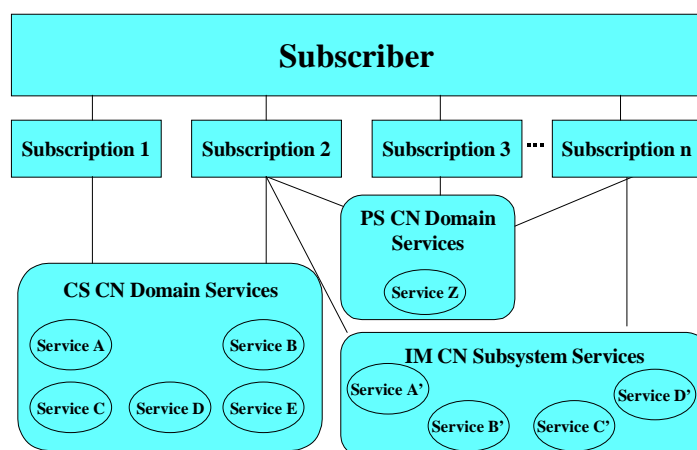 Subscriber
Subscription 1
Subscription 2
Subscription 3
...
Subscription n
PS CN Domain
Services
Service Z
CS CN Domain Services
Service A
Service B
Service C
Service D
Service E
IM CN Subsystem Services
Service A’
Service B’
Service C’
Service D’